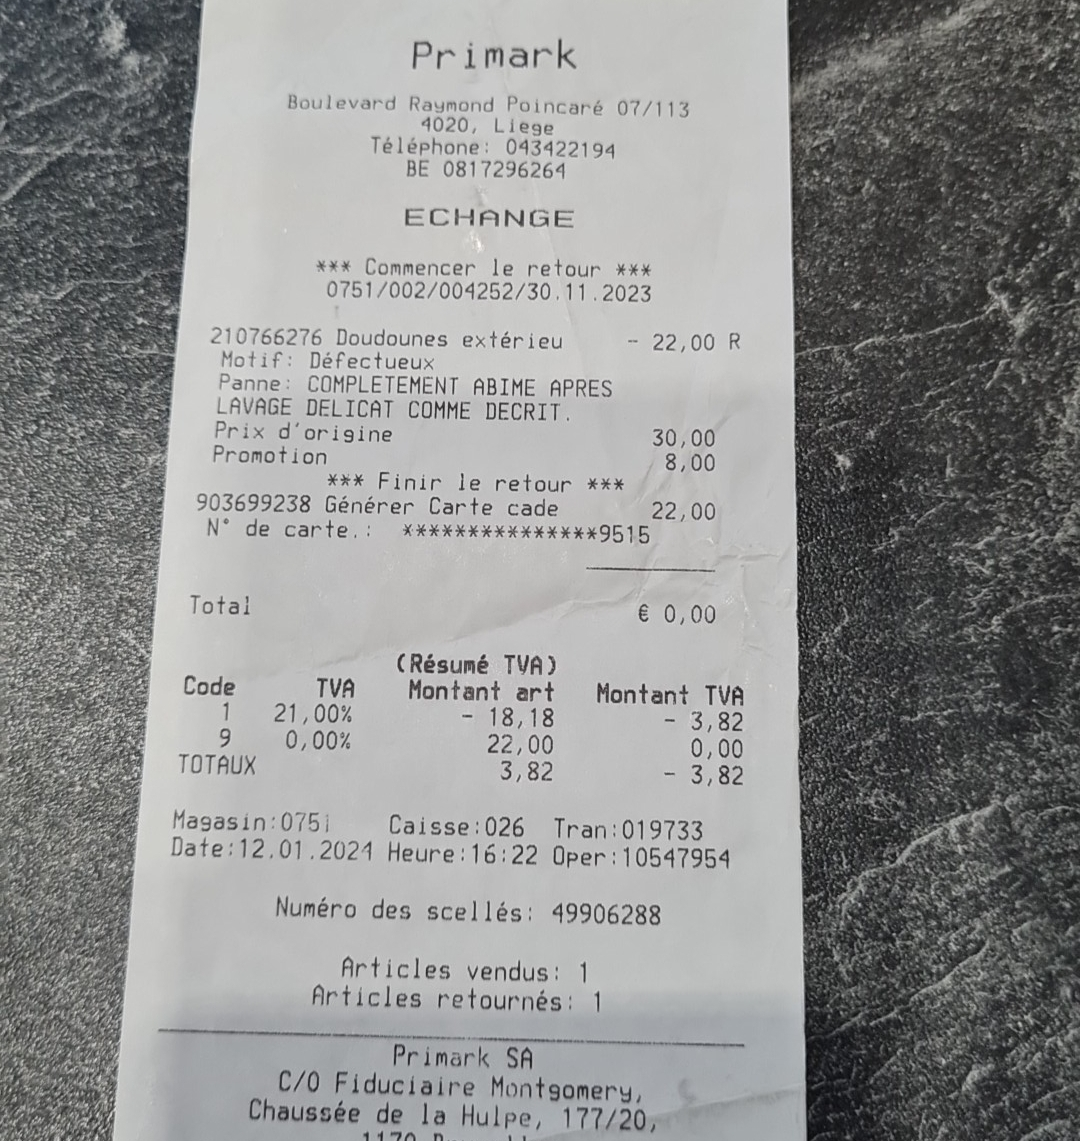 Primark
Boulevard Raymond Poincaré 07/113
4020, Liege
Téléphone: 043422194
BE 0817296264
ECHANGE
*** Commencer le retour ***
0751/002/004252/30.11.2023
210766276 Doudounes extérieu - 22,00 R
Motif: Défectueux
Panne: COMPLETEMENT ABIME APRES
LAVAGE DELICAT COMME DECRIT.
Prix d'origine 30,00
Promotion 8,00
*** Finir le retour ***
903699238 Générer Carte cade 22,00
N° de carte.: ***************9515
Total € 0,00
(Résumé TVA)
Code TVA Montant art Montant TVA
1 21,00% - 18,18 - 3,82
9 0,00% 22,00 0,00
TOTAUX 3,82 - 3,82
Magasin:0751 Caisse:026 Tran:019733
Date:12.01.2024 Heure:16:22 Oper:10547954
Numéro des scellés: 49906288
Articles vendus: 1
Articles retournés: 1
Primark SA
C/O Fiduciaire Montgomery,
Chaussée de la Hulpe, 177/20,
1170